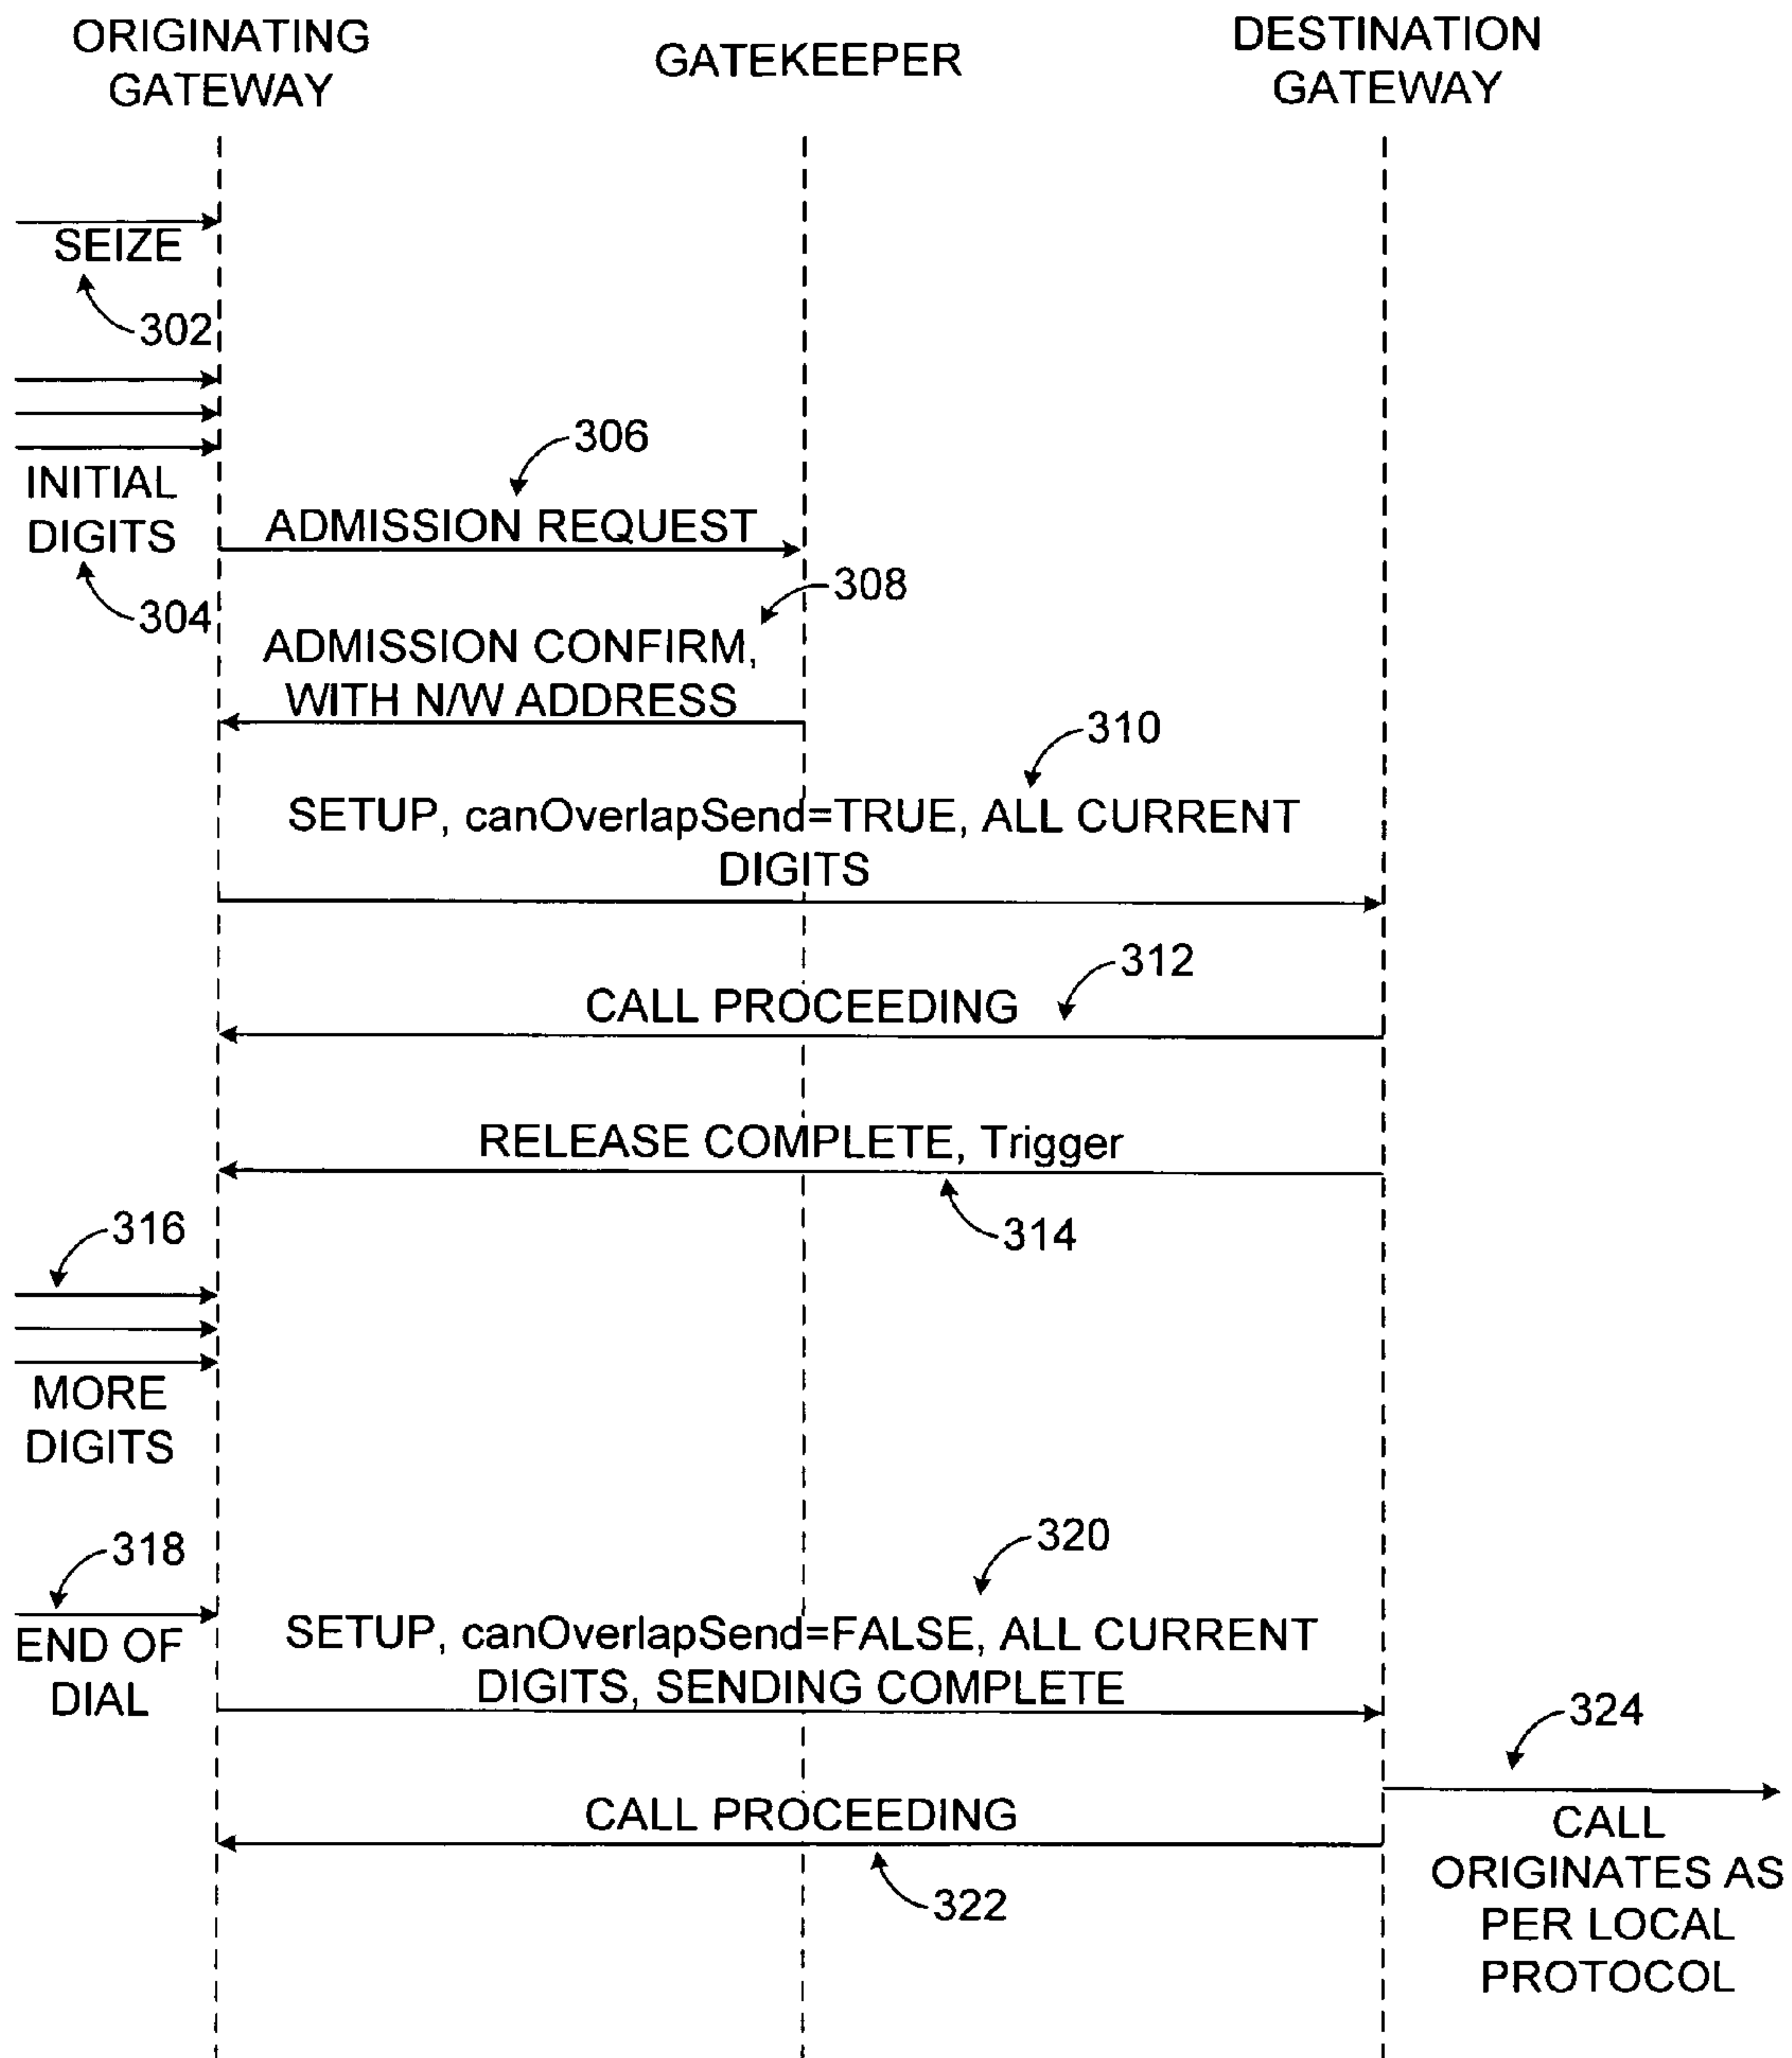 ORIGINATING
GATEWAY
GATEKEEPER
DESTINATION
GATEWAY
SEIZE
302
INITIAL
DIGITS
304
306
ADMISSION REQUEST
308
ADMISSION CONFIRM,
WITH N/W ADDRESS
310
SETUP, canOverlapSend=TRUE, ALL CURRENT
DIGITS
312
CALL PROCEEDING
RELEASE COMPLETE, Trigger
314
316
MORE
DIGITS
318
END OF
DIAL
320
SETUP, canOverlapSend=FALSE, ALL CURRENT
DIGITS, SENDING COMPLETE
324
CALL
ORIGINATES AS
PER LOCAL
PROTOCOL
CALL PROCEEDING
322